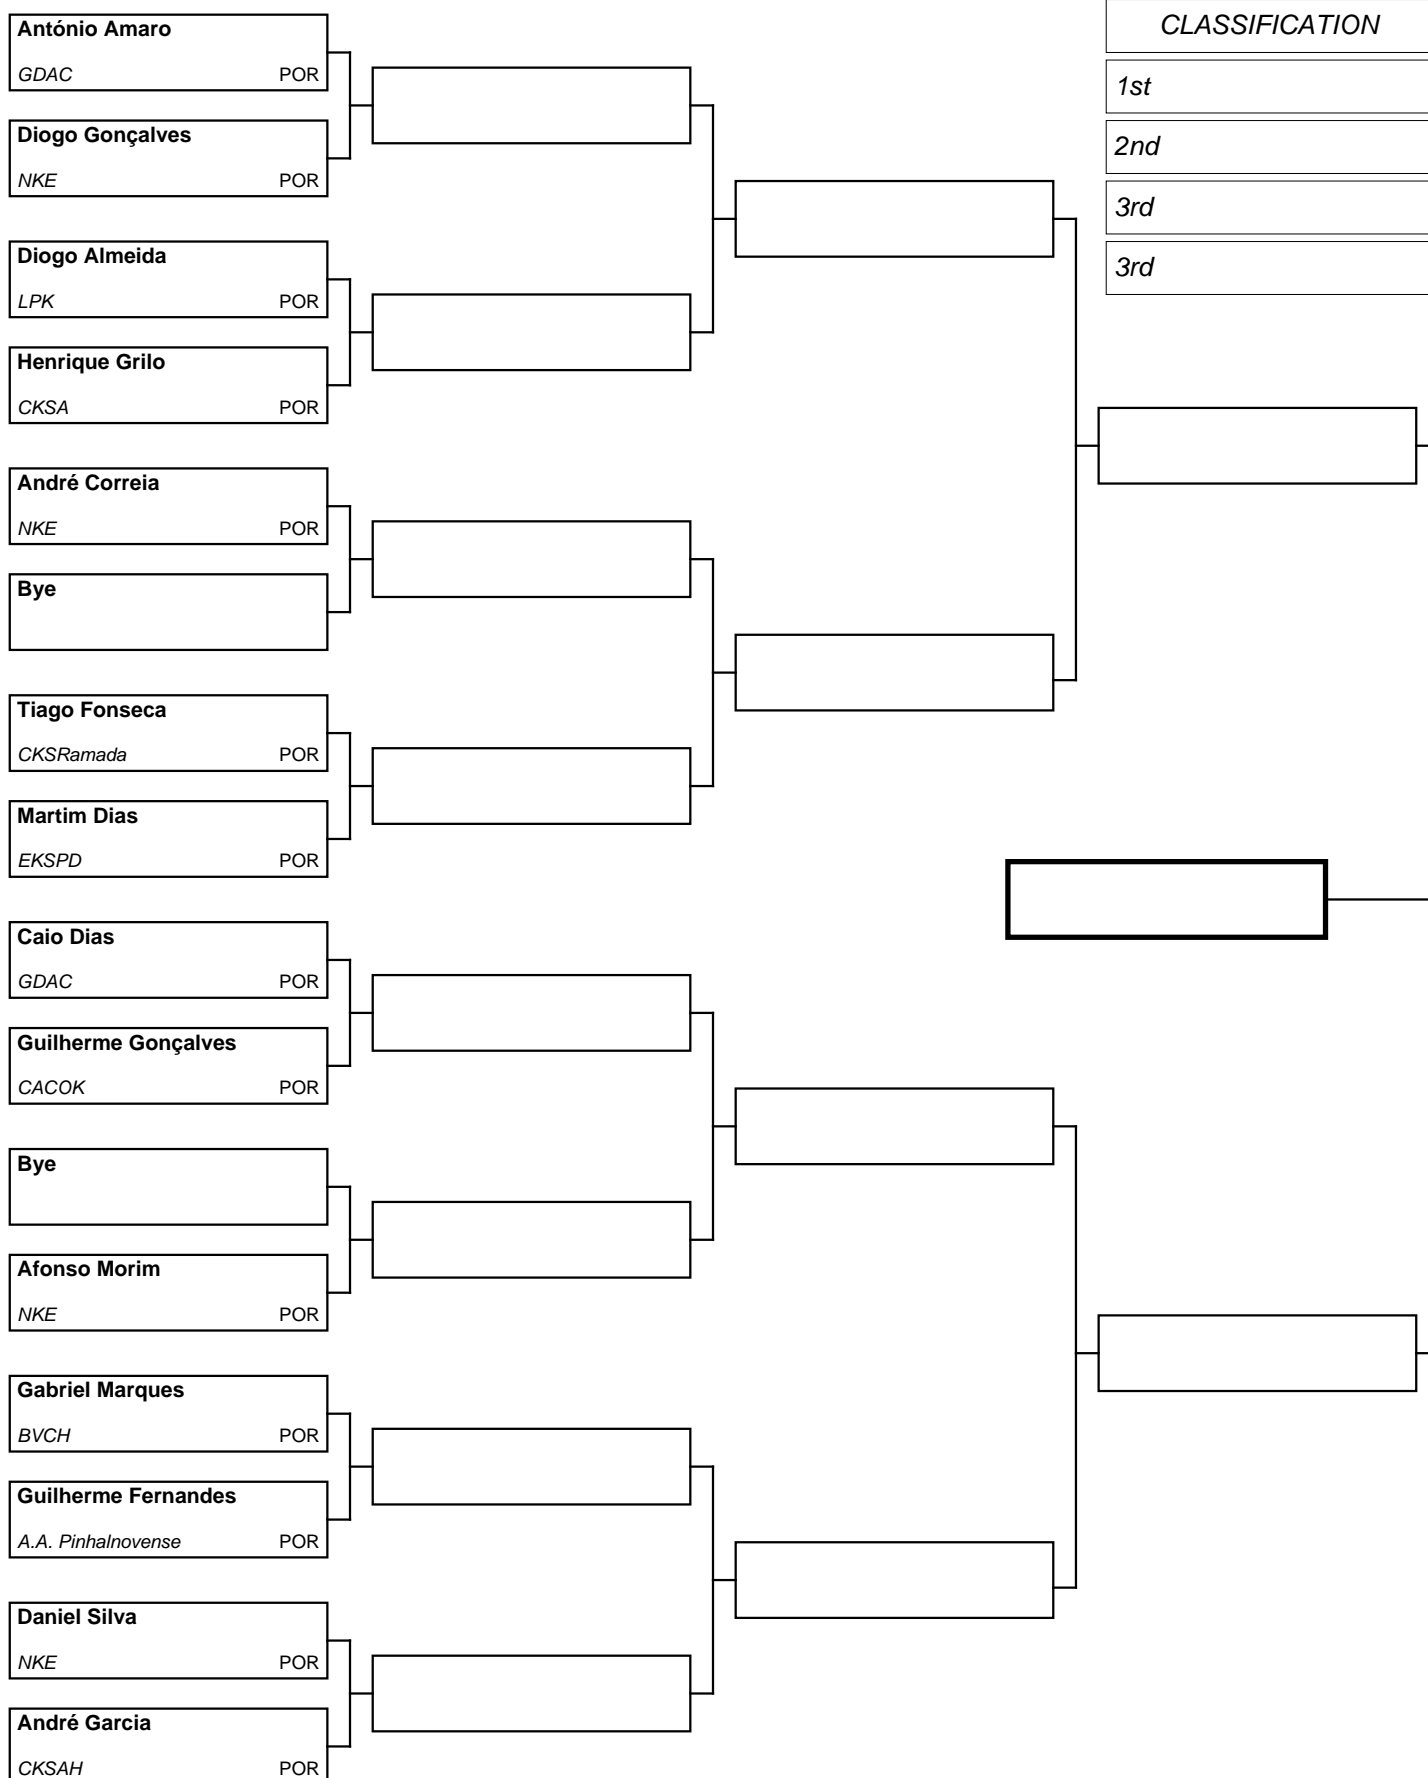 António Amaro
GDAC POR
Diogo Gonçalves
NKE POR
Diogo Almeida
LPK POR
Henrique Grilo
CKSA POR
André Correia
NKE POR
Bye
Tiago Fonseca
CKSRamada POR
Martim Dias
EKSPD POR
Caio Dias
GDAC POR
Guilherme Gonçalves
CACOK POR
Bye
Afonso Morim
NKE POR
Gabriel Marques
BVCH POR
Guilherme Fernandes
A.A. Pinhalnovense POR
Daniel Silva
NKE POR
André Garcia
CKSAH POR
CLASSIFICATION
1st
2nd
3rd
3rd